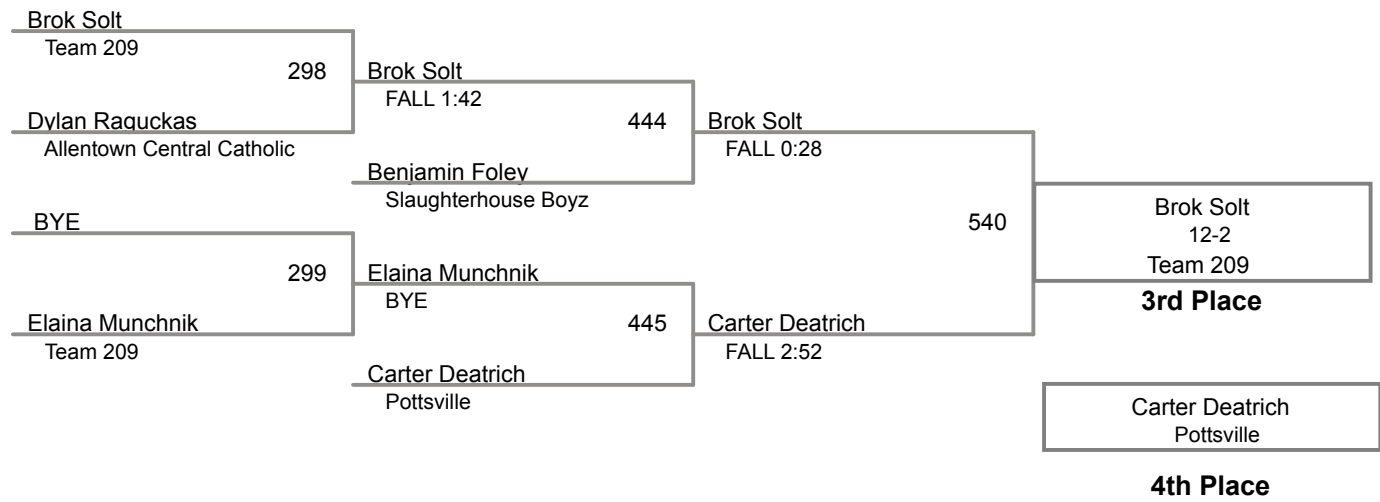 Brok Solt
Team 209
298
Dylan Raguckas
Allentown Central Catholic
BYE
299
Elaina Munchnik
Team 209
Brok Solt
FALL 1:42
444
Benjamin Foley
Slaughterhouse Boyz
Elaina Munchnik
BYE
445
Carter Deatrich
Pottsville
Brok Solt
FALL 0:28
540
Carter Deatrich
FALL 2:52
Brok Solt
12-2
Team 209
3rd Place
Carter Deatrich
Pottsville
4th Place